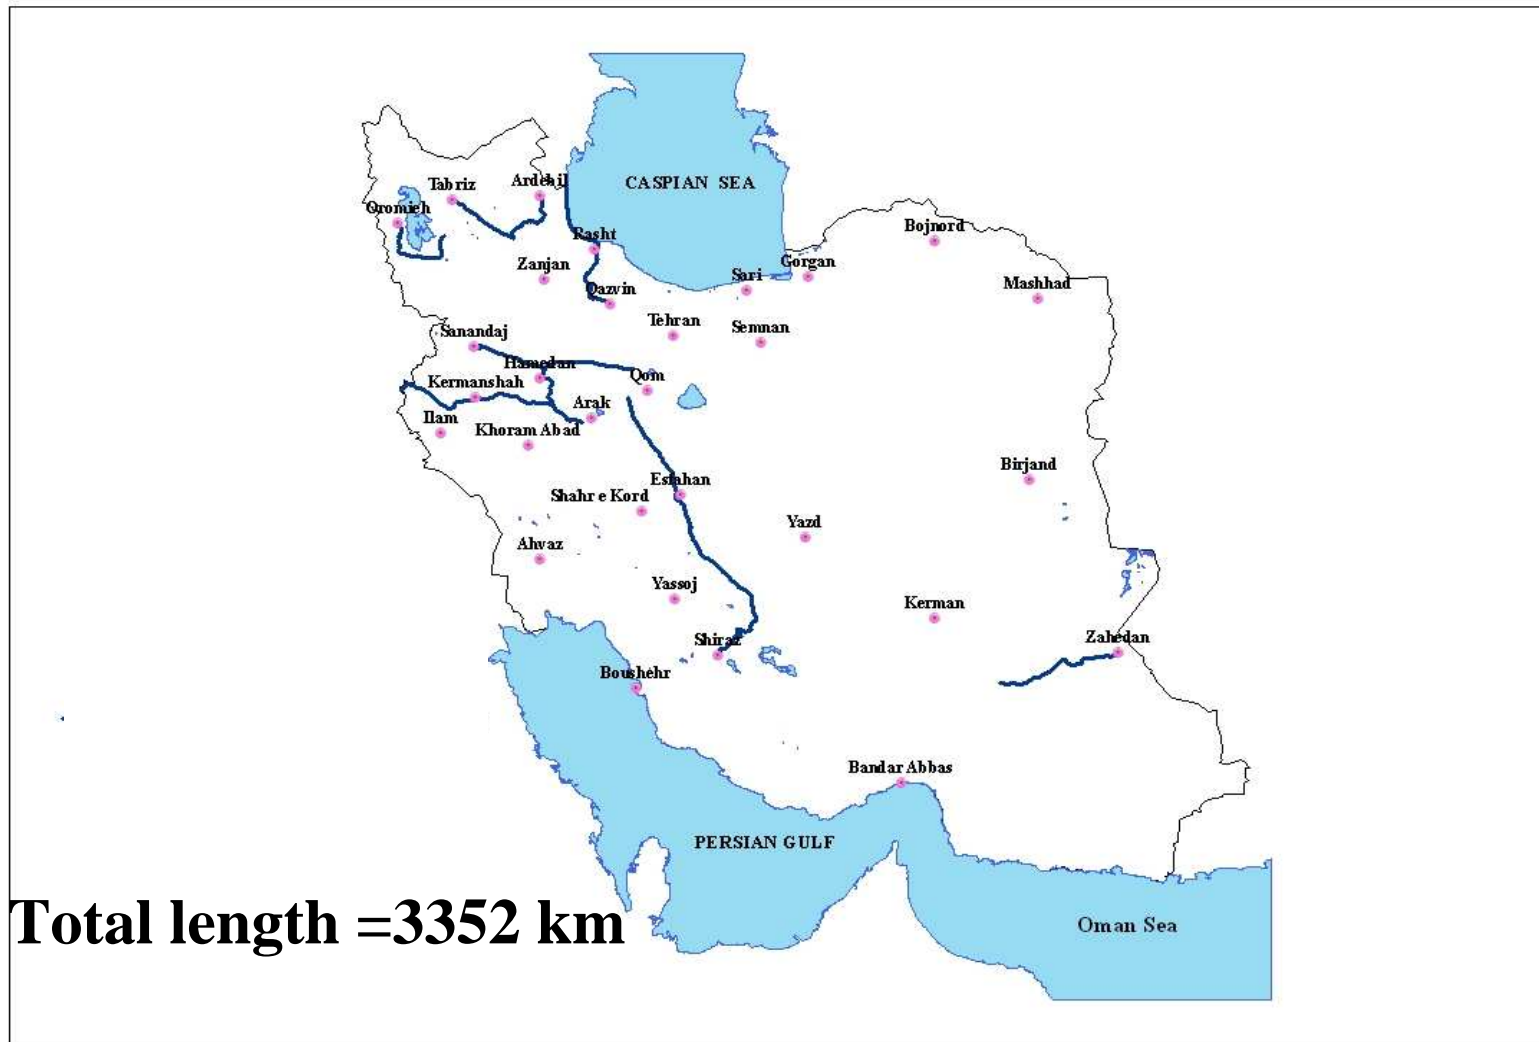 CASPIAN SEA
Tabriz
Ardebil
Oromieh
Rasht
Bojnord
Zanjan
Gorgan
Sari
Mashhad
Qazvin
Tehran
Semnan
Sanandaj
Hamedan
Qom
Kermanshah
Arak
Ilam
Khoram Abad
Birjand
Esfahan
Shahr e Kord
Yazd
Ahvaz
Yassoj
Kerman
Shiraz
Zahedan
Boushehr
Bandar Abbas
PERSIAN GULF
Total length =3352 km
Oman Sea